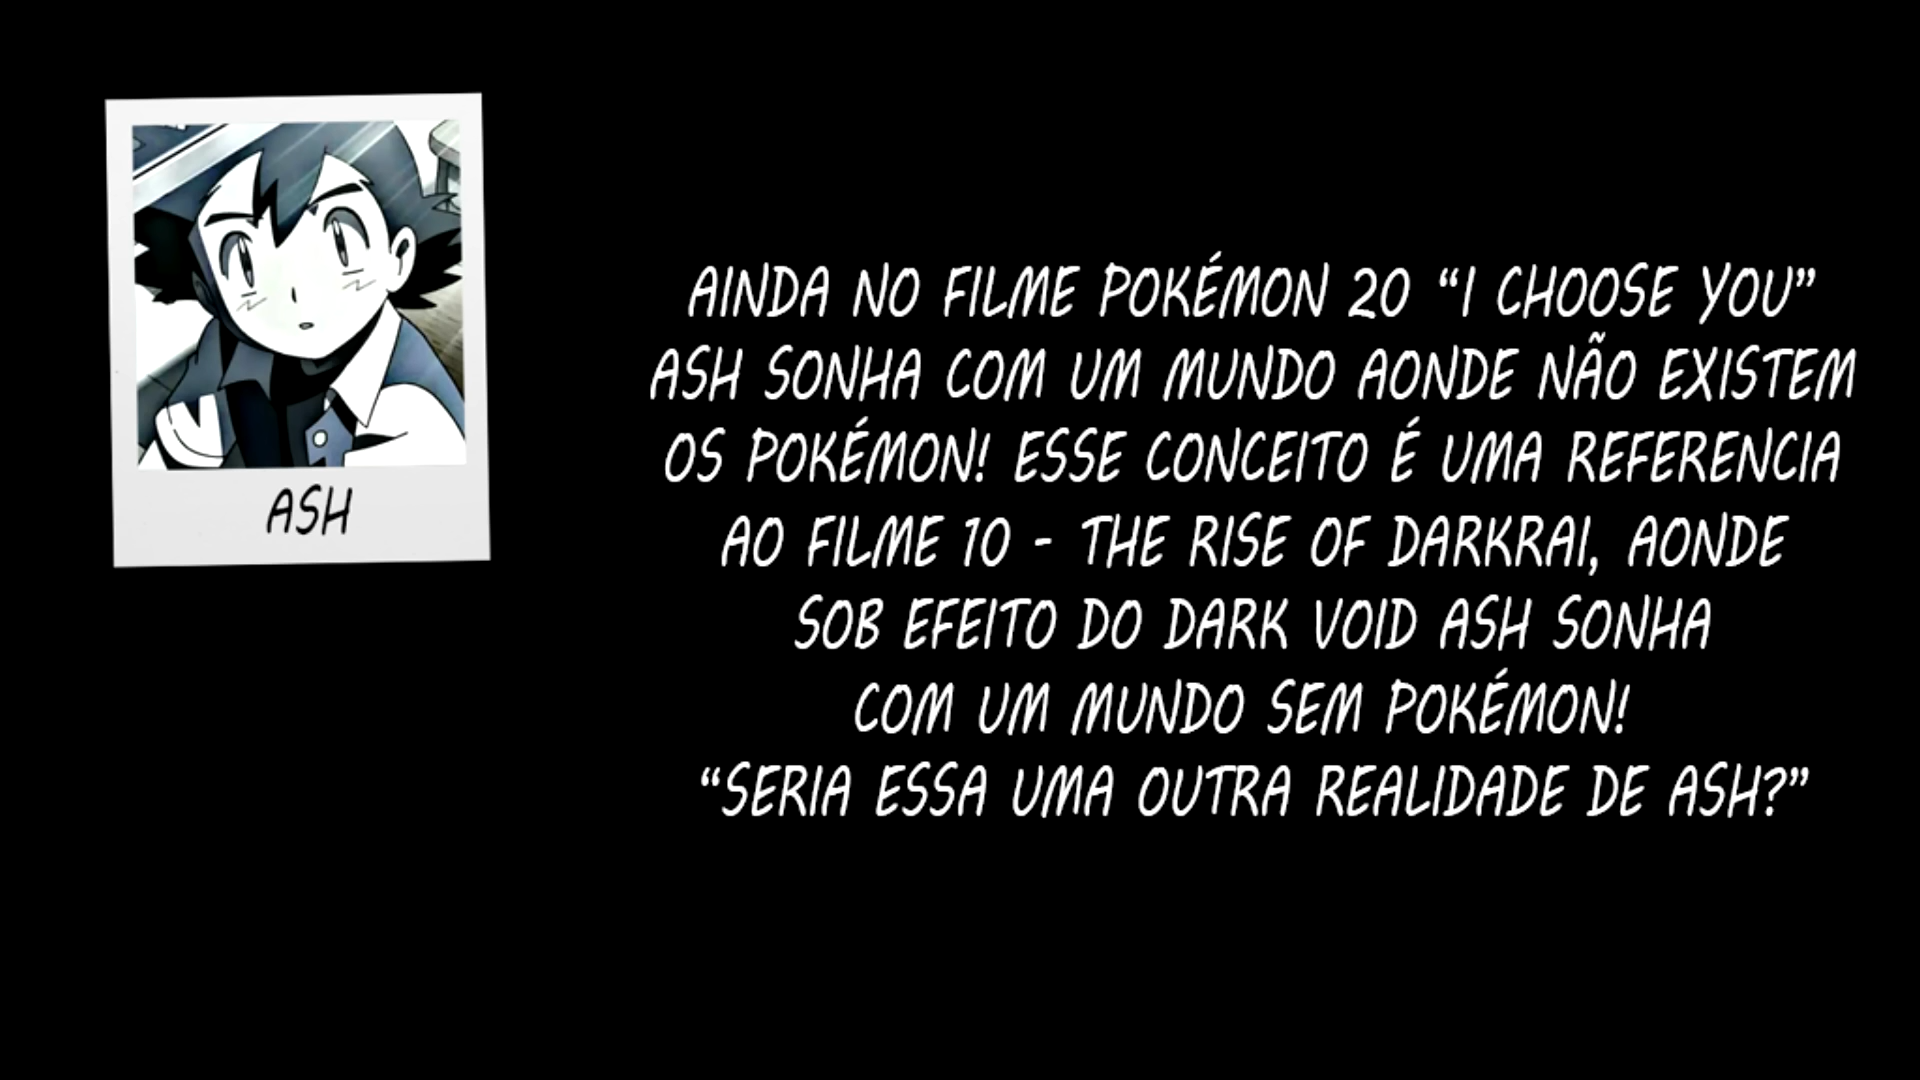 ASH
AINDA NO FILME POKÉMON 20 “I CHOOSE YOU”
ASH SONHA COM UM MUNDO AONDE NÃO EXISTEM
OS POKÉMON! ESSE CONCEITO É UMA REFERENCIA
AO FILME 10 - THE RISE OF DARKRAI, AONDE
SOB EFEITO DO DARK VOID ASH SONHA
COM UM MUNDO SEM POKÉMON!
“SERIA ESSA UMA OUTRA REALIDADE DE ASH?”